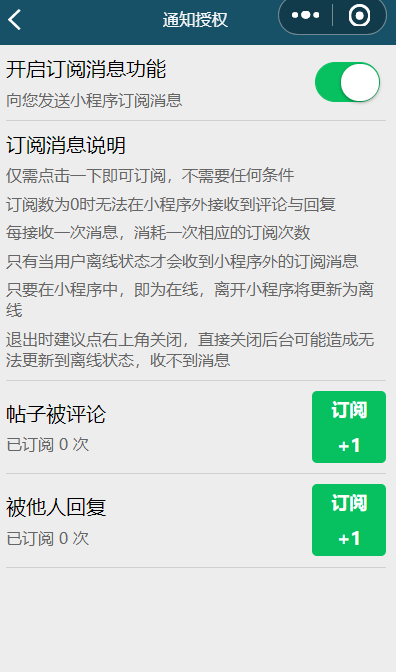 通知授权
开启订阅消息功能
向您发送小程序订阅消息
订阅消息说明
仅需点击一下即可订阅，不需要任何条件
订阅数为0时无法在小程序外接收到评论与回复
每接收一次消息，消耗一次相应的订阅次数
只有当用户离线状态才会收到小程序外的订阅消息
只要在小程序中，即为在线，离开小程序将更新为离
线
退出时建议点右上角关闭，直接关闭后台可能造成无
法更新到离线状态，收不到消息
帖子被评论
已订阅 0 次
订阅
+1
被他人回复
已订阅 0 次
订阅
+1